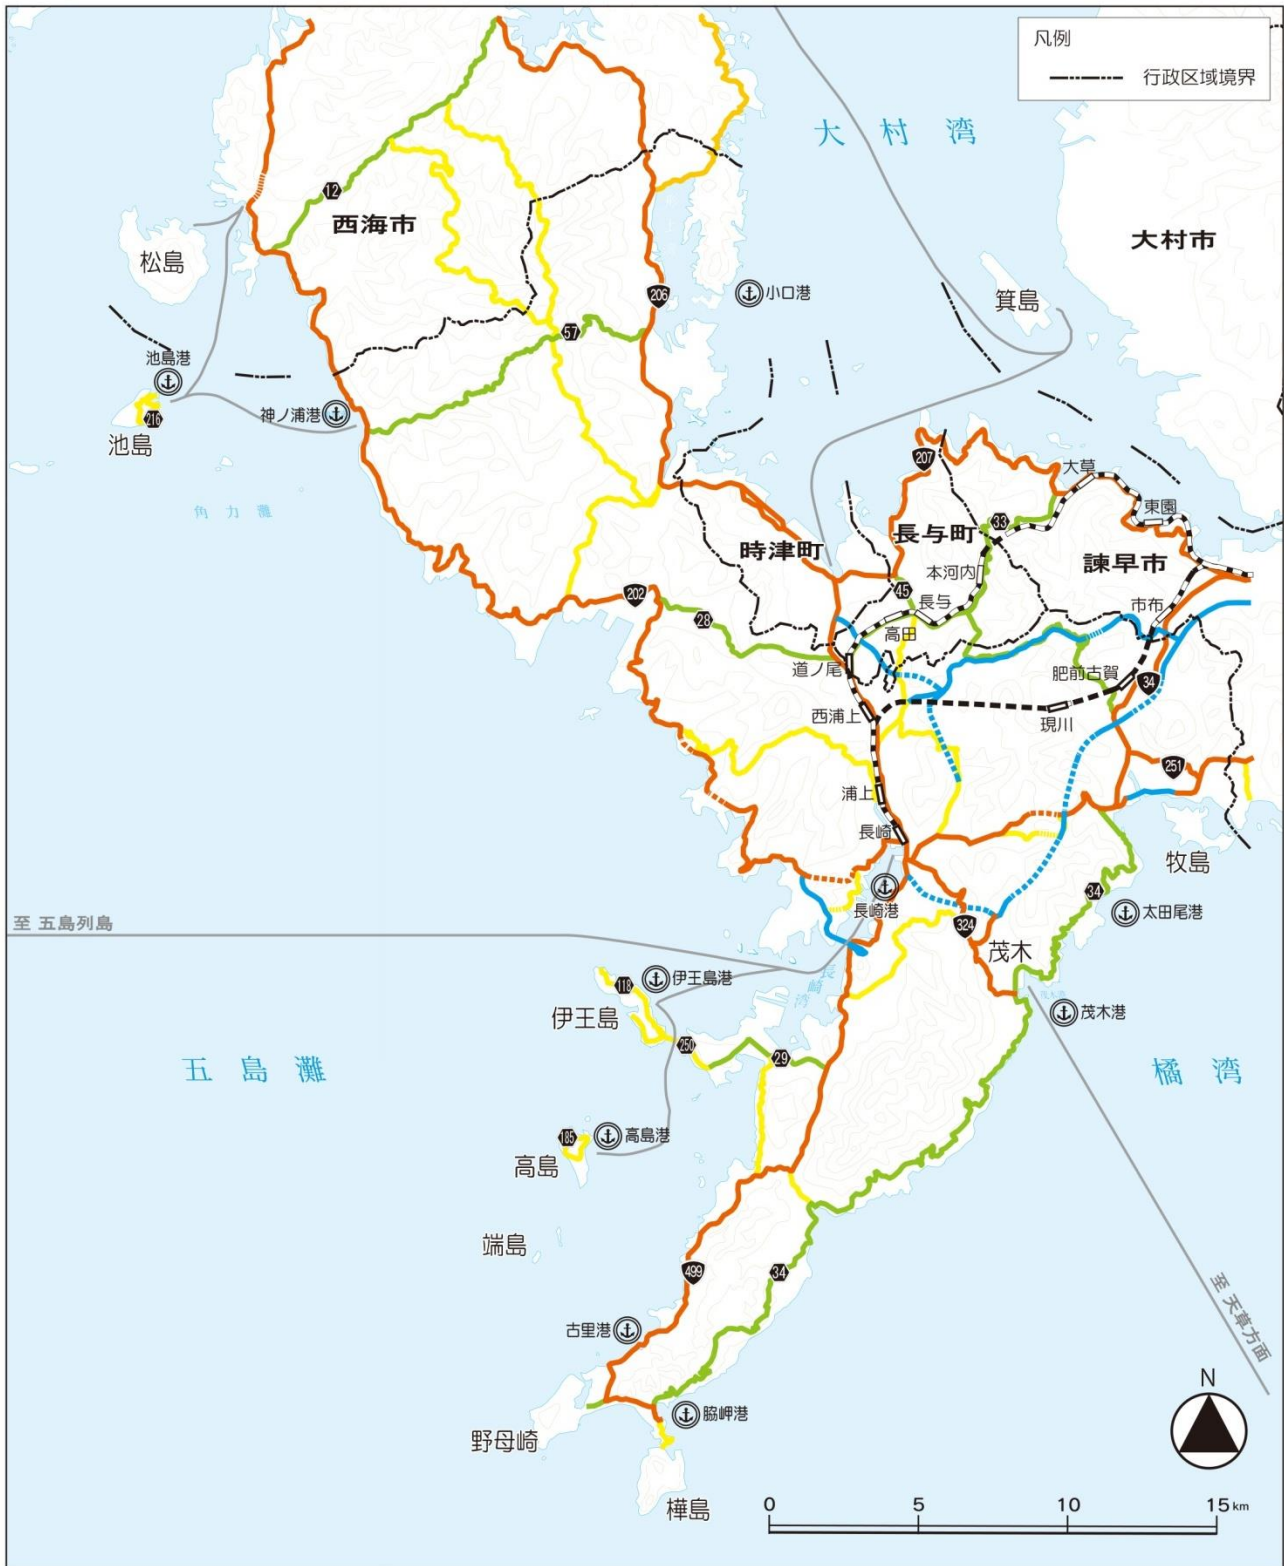 凡例
行政区域境界
大村湾
12
西海市
大村市
松島
206
小口港
箕島
57
池島港
216
神ノ浦港
池島
207
大草
東園
角力灘
33
長与町
時津町
諫早市
本河内
45
長与
202
28
市布
高田
道ノ尾
肥前古賀
34
西浦上
現川
251
浦上
長崎
牧島
34
長崎港
太田尾港
324
至 五島列島
茂木
長崎湾
伊王島港
118
茂木港
伊王島
250
29
五島灘
橘湾
185
高島港
高島
端島
499
34
至 天草方面
古里港
N
脇岬港
野母崎
樺島
0 5 10 15km